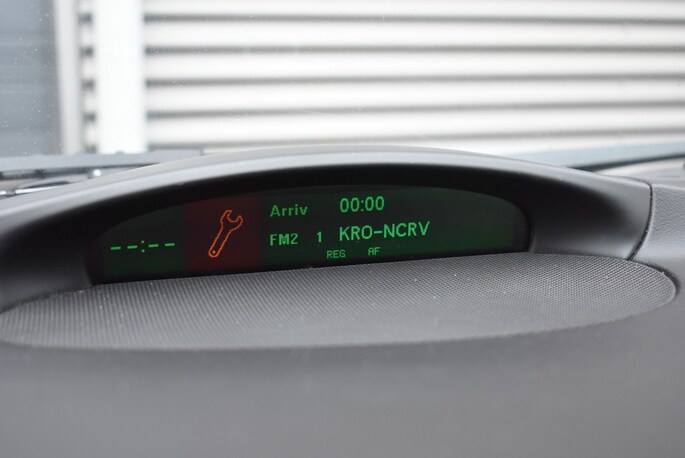 --:--
Arriv 00:00
FM2 1 KRO-NCRV
REG AF